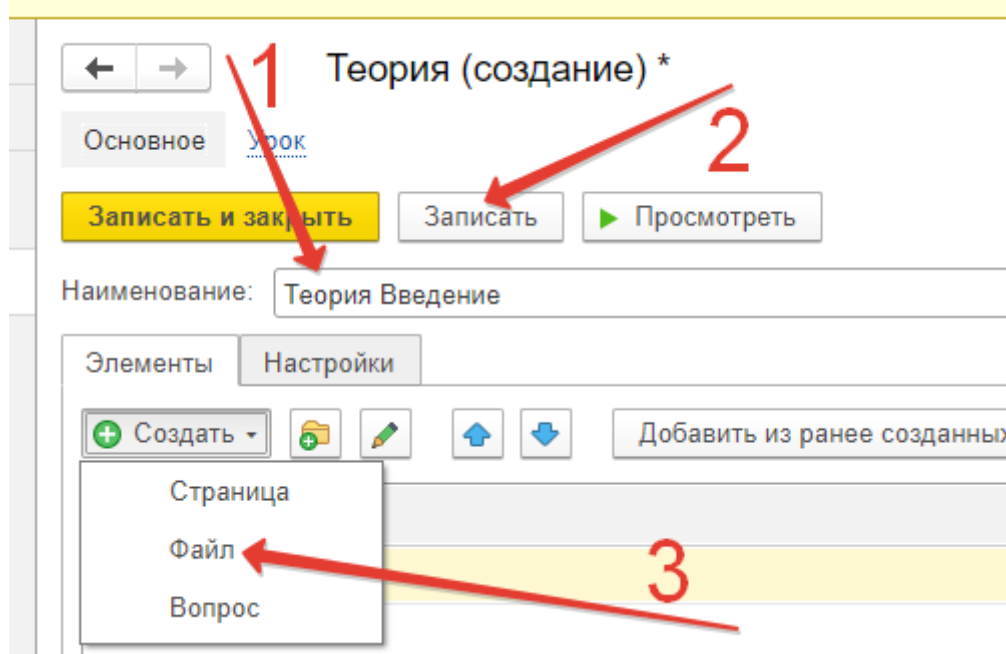 1
Теория (создание) *
Основное Урок
2
Записать и закрыть Записать Просмотреть
Наименование: Теория Введение
Элементы Настройки
Создать Добавить из ранее созданных
Страница
Файл
3
Вопрос